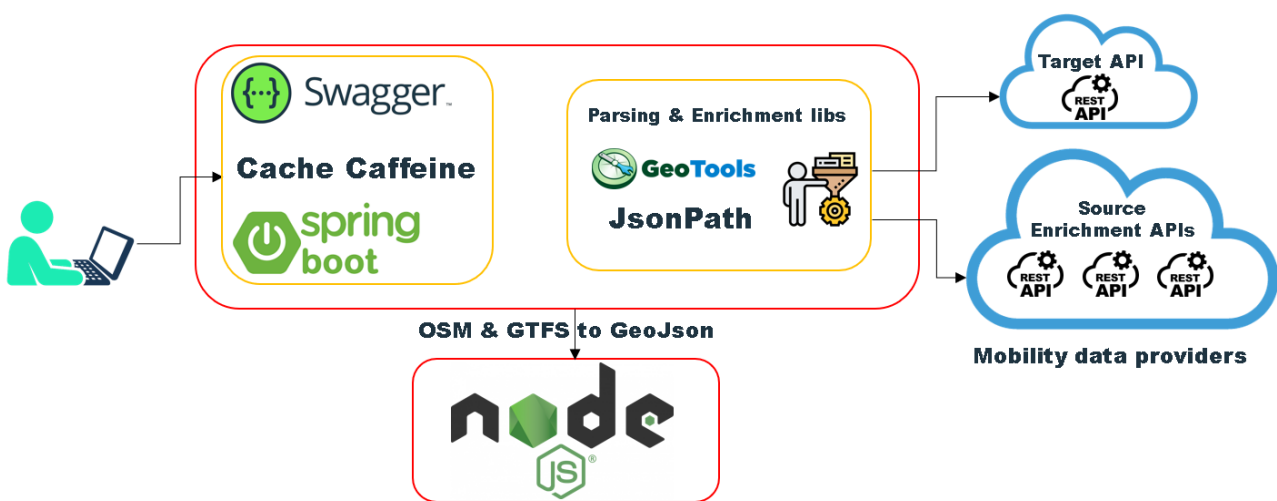 Swagger™
Cache Caffeine
spring
boot
Parsing & Enrichment libs
GeoTools
JsonPath
Target API
REST
API
Source
Enrichment APIs
REST
API
REST
API
REST
API
Mobility data providers
OSM & GTFS to GeoJson
node
JS®